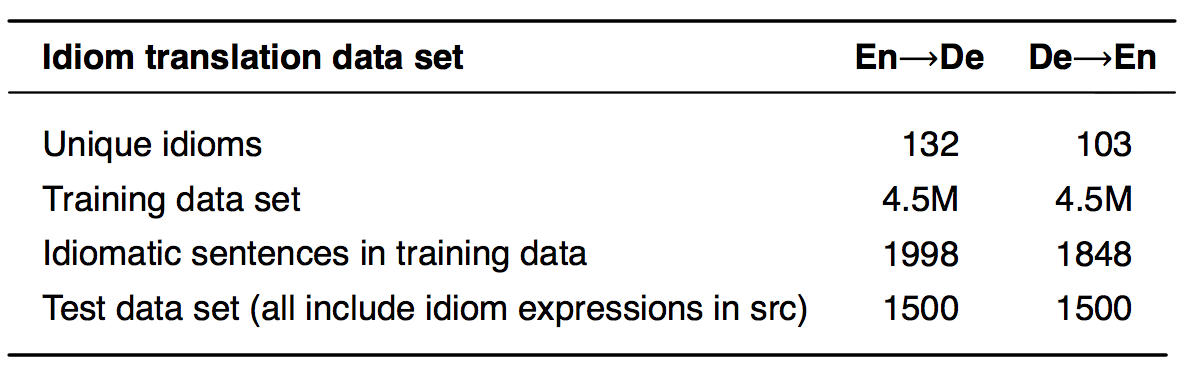 Idiom translation data set En⟶De De⟶En
Unique idioms 132 103
Training data set 4.5M 4.5M
Idiomatic sentences in training data 1998 1848
Test data set (all include idiom expressions in src) 1500 1500